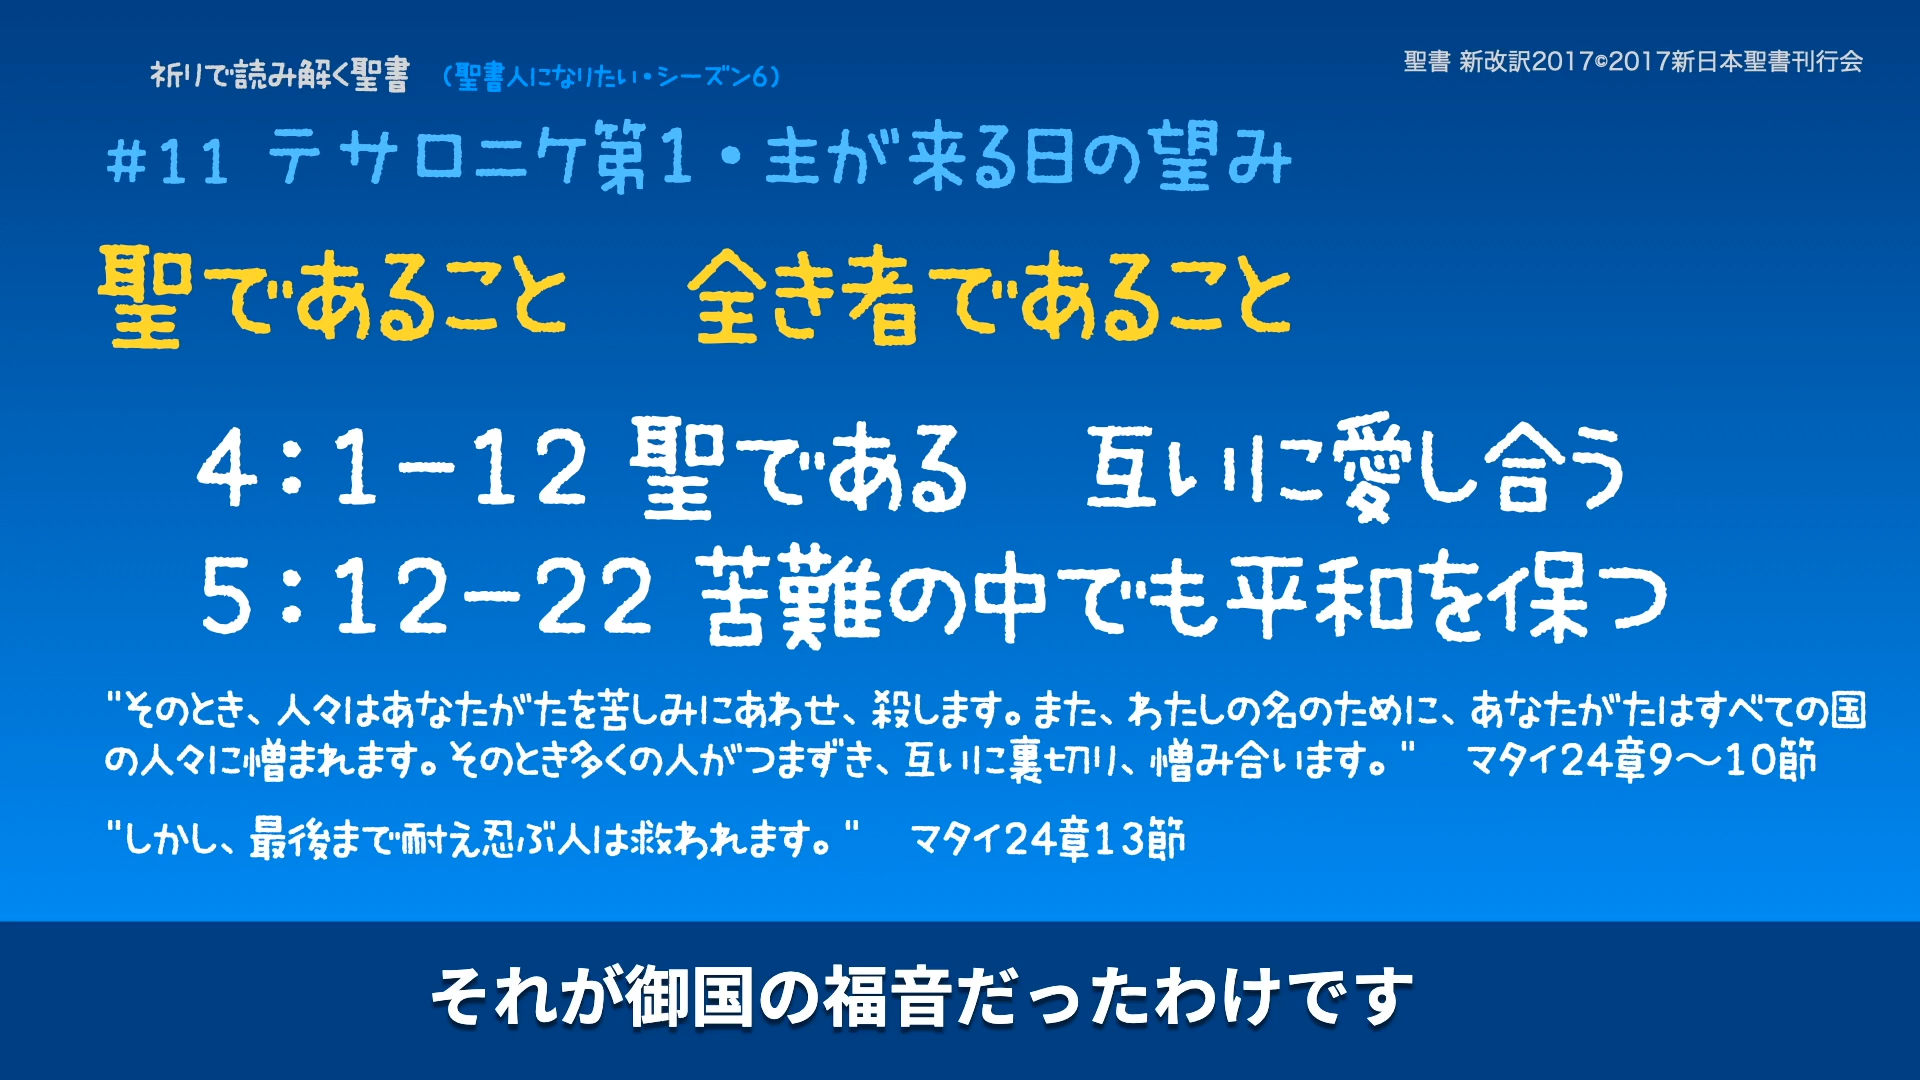 祈りで読み解く聖書 (聖書人になりたい・シーズン6)
聖書 新改訳2017©2017新日本聖書刊行会
#11 テサロニケ第1・主が来る日の望み
聖であること 全き者であること
4:1-12 聖である 互いに愛し合う
5:12-22 苦難の中でも平和を保つ
"そのとき、人々はあなたがたを苦しみにあわせ、殺します。また、わたしの名のために、あなたがたはすべての国
の人々に憎まれます。そのとき多くの人がつまずき、互いに裏切り、憎み合います。" マタイ24章9〜10節
"しかし、最後まで耐え忍ぶ人は救われます。" マタイ24章13節
それが御国の福音だったわけです